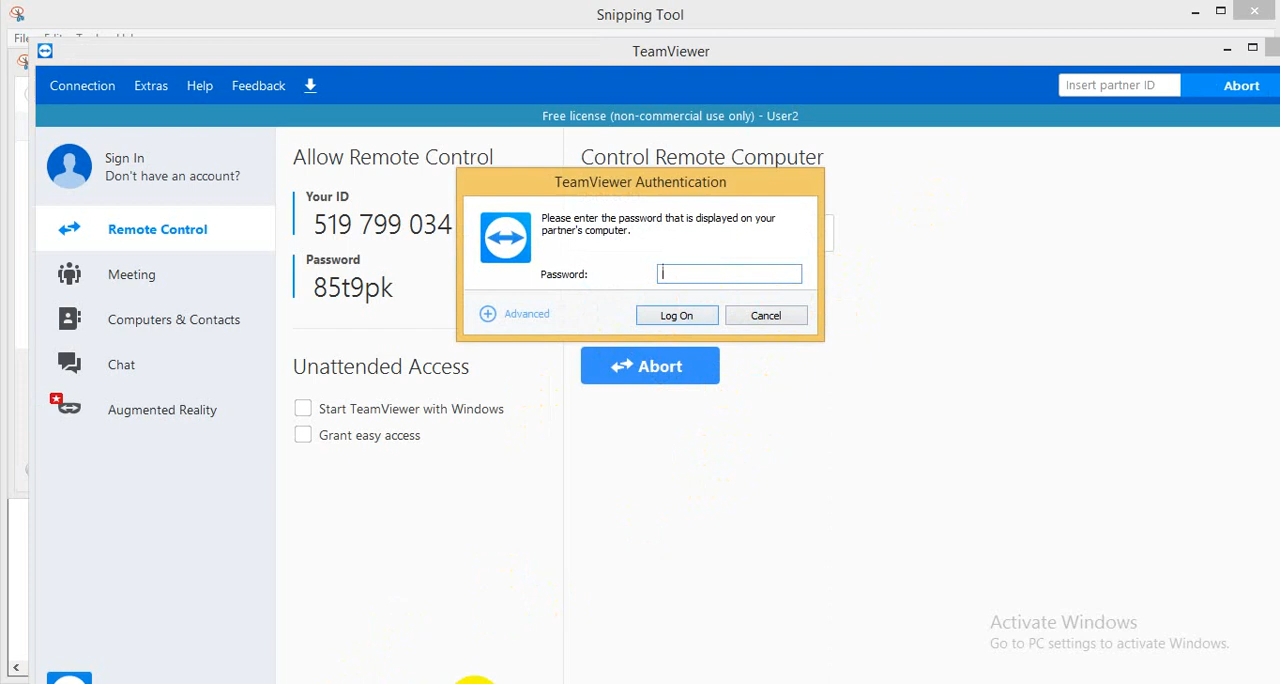 Snipping Tool
TeamViewer
Connection Extras Help Feedback
Insert partner ID
Abort
Free license (non-commercial use only) - User2
Sign In
Don't have an account?
Remote Control
Meeting
Computers & Contacts
Chat
Augmented Reality
Allow Remote Control
Your ID
519 799 034
Password
85t9pk
Unattended Access
Start TeamViewer with Windows
Grant easy access
Control Remote Computer
TeamViewer Authentication
Please enter the password that is displayed on your
partner's computer.
Password:
Advanced
Log On
Cancel
Abort
Activate Windows
Go to PC settings to activate Windows.